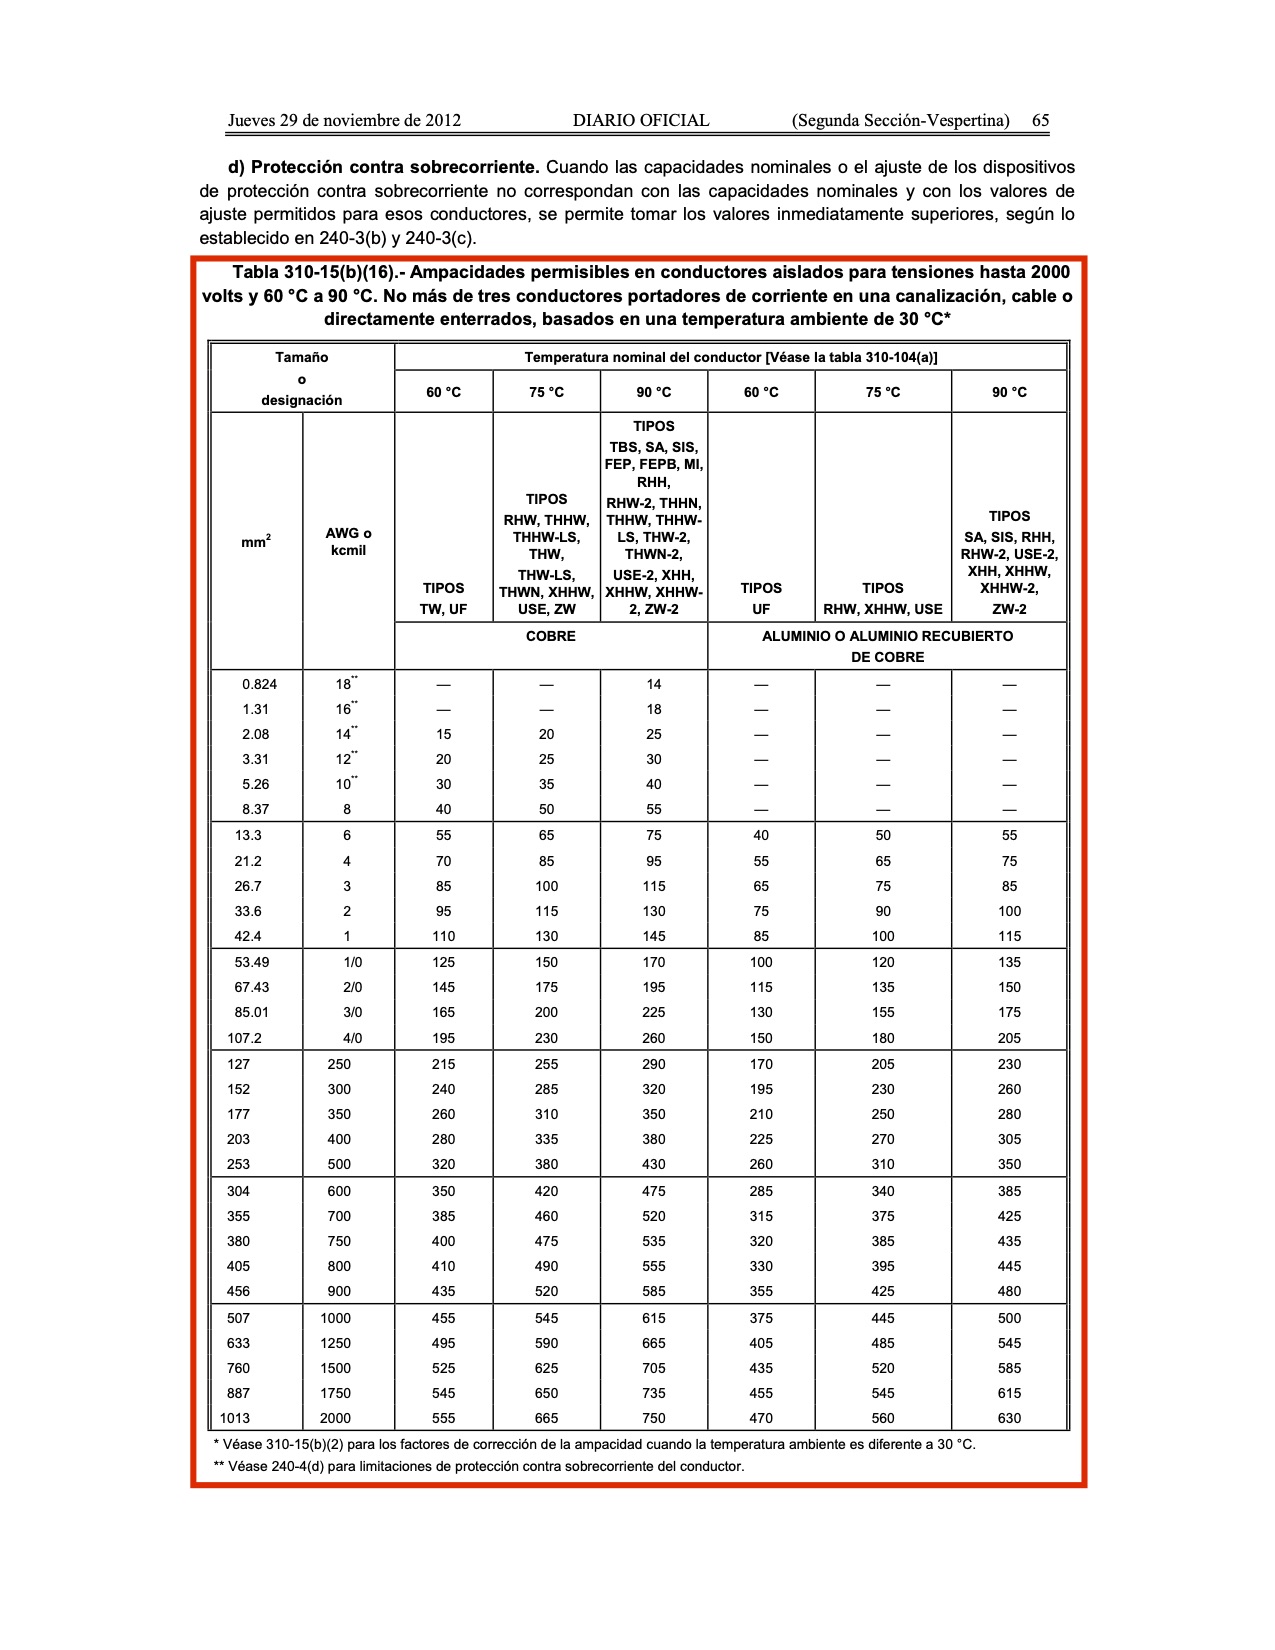 Jueves 29 de noviembre de 2012 DIARIO OFICIAL (Segunda Sección-Vespertina) 65
d) Protección contra sobrecorriente. Cuando las capacidades nominales o el ajuste de los dispositivos
de protección contra sobrecorriente no correspondan con las capacidades nominales y con los valores de
ajuste permitidos para esos conductores, se permite tomar los valores inmediatamente superiores, según lo
establecido en 240-3(b) y 240-3(c).
Tabla 310-15(b)(16).- Ampacidades permisibles en conductores aislados para tensiones hasta 2000
volts y 60 °C a 90 °C. No más de tres conductores portadores de corriente en una canalización, cable o
directamente enterrados, basados en una temperatura ambiente de 30 °C*
Tamaño
o
designación
Temperatura nominal del conductor [Véase la tabla 310-104(a)]
60 °C 75 °C 90 °C 60 °C 75 °C 90 °C
mm2
AWG o
kcmil
TIPOS
TW, UF
TIPOS
RHW, THHW,
THHW-LS,
THW,
THW-LS,
THWN, XHHW,
USE, ZW
TIPOS
TBS, SA, SIS,
FEP, FEPB, MI,
RHH,
RHW-2, THHN,
THHW, THHW-
LS, THW-2,
THWN-2,
USE-2, XHH,
XHHW, XHHW-
2, ZW-2
TIPOS
UF
TIPOS
RHW, XHHW, USE
TIPOS
SA, SIS, RHH,
RHW-2, USE-2,
XHH, XHHW,
XHHW-2,
ZW-2
COBRE
ALUMINIO O ALUMINIO RECUBIERTO
DE COBRE
0.824 18** — — 14 — — —
1.31 16** — — 18 — — —
2.08 14** 15 20 25 — — —
3.31 12** 20 25 30 — — —
5.26 10** 30 35 40 — — —
8.37 8 40 50 55 — — —
13.3 6 55 65 75 40 50 55
21.2 4 70 85 95 55 65 75
26.7 3 85 100 115 65 75 85
33.6 2 95 115 130 75 90 100
42.4 1 110 130 145 85 100 115
53.49 1/0 125 150 170 100 120 135
67.43 2/0 145 175 195 115 135 150
85.01 3/0 165 200 225 130 155 175
107.2 4/0 195 230 260 150 180 205
127 250 215 255 290 170 205 230
152 300 240 285 320 195 230 260
177 350 260 310 350 210 250 280
203 400 280 335 380 225 270 305
253 500 320 380 430 260 310 350
304 600 350 420 475 285 340 385
355 700 385 460 520 315 375 425
380 750 400 475 535 320 385 435
405 800 410 490 555 330 395 445
456 900 435 520 585 355 425 480
507 1000 455 545 615 375 445 500
633 1250 495 590 665 405 485 545
760 1500 525 625 705 435 520 585
887 1750 545 650 735 455 545 615
1013 2000 555 665 750 470 560 630
* Véase 310-15(b)(2) para los factores de corrección de la ampacidad cuando la temperatura ambiente es diferente a 30 °C.
** Véase 240-4(d) para limitaciones de protección contra sobrecorriente del conductor.